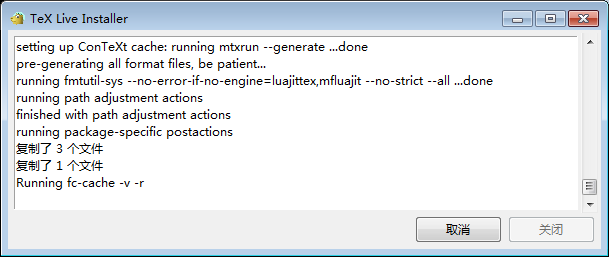 TeX Live Installer
setting up ConTeXt cache: running mtxrun --generate ...done
pre-generating all format files, be patient...
running fmtutil-sys --no-error-if-no-engine=luajittex,mfluajit --no-strict --all ...done
running path adjustment actions
finished with path adjustment actions
running package-specific postactions
复制了 3 个文件
复制了 1 个文件
Running fc-cache -v -r
取消
关闭